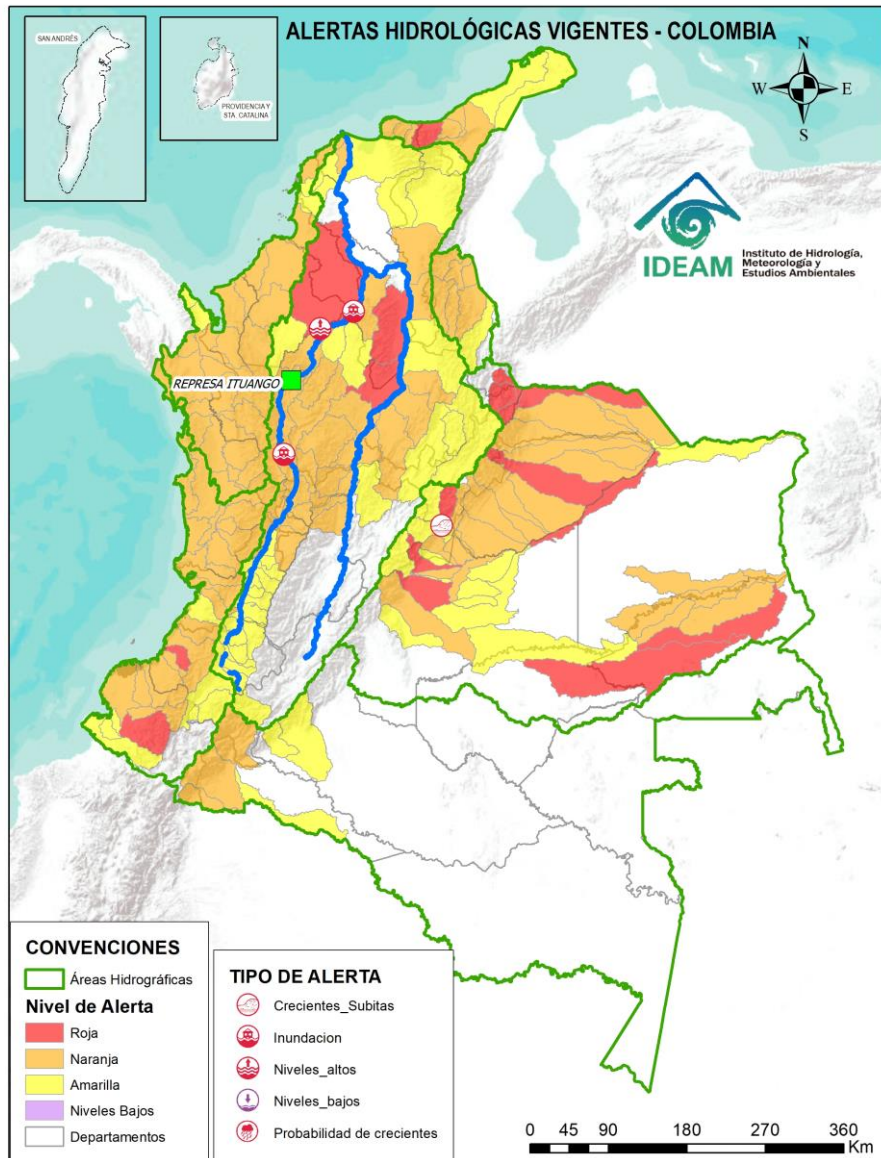 ALERTAS HIDROLÓGICAS VIGENTES - COLOMBIA
SAN ANDRÉS
PROVIDENCIA Y
STA. CATALINA
N
W
E
S
IDEAM
Instituto de Hidrología,
Meteorología y
Estudios Ambientales
REPRESA ITUANGO
CONVENCIONES
Áreas Hidrográficas
Nivel de Alerta
Roja
Naranja
Amarilla
Niveles Bajos
Departamentos
TIPO DE ALERTA
Crecientes_Subitas
Inundacion
Niveles_altos
Niveles_bajos
Probabilidad de crecientes
0 45 90 180 270 360
Km